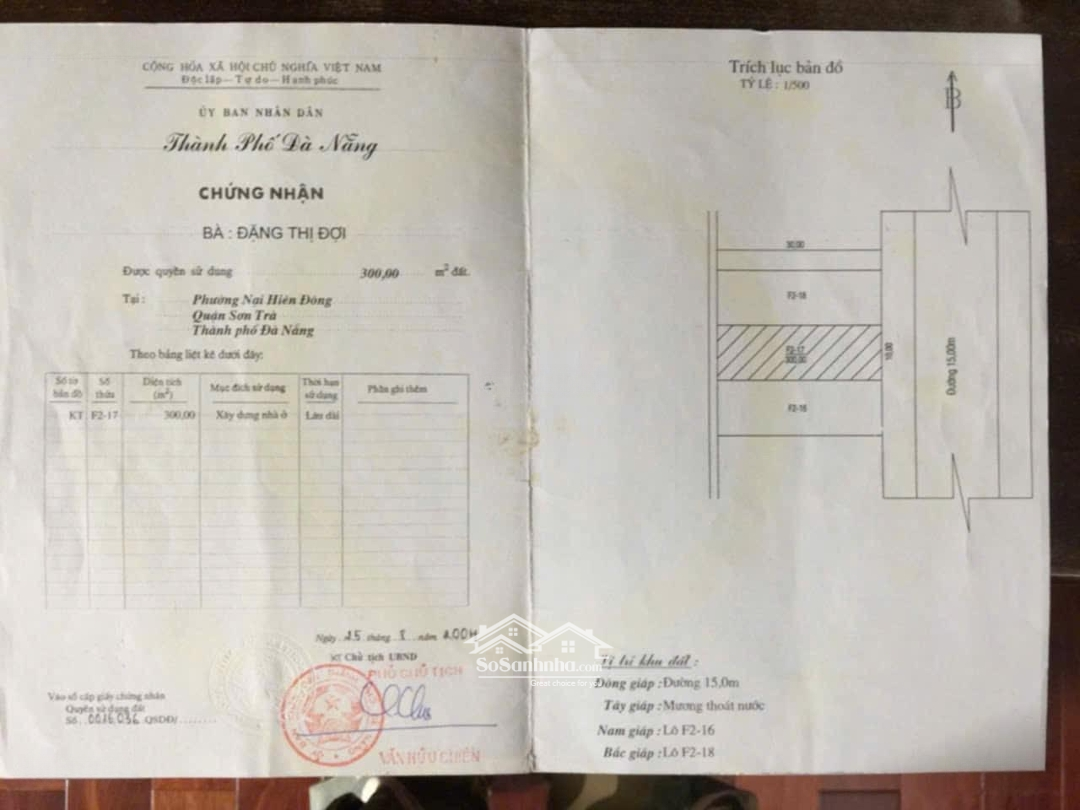 CỘNG HÒA XÃ HỘI CHỦ NGHĨA VIỆT NAM
Độc lập — Tự do — Hạnh phúc
ỦY BAN NHÂN DÂN
Thành Phố Đà Nẵng
CHỨNG NHẬN
BÀ : ĐẶNG THỊ ĐỢI
Được quyền sử dụng 300,00 m² đất.
Tại : Phường Nại Hiên Đông
Quận Sơn Trà
Thành phố Đà Nẵng
Theo bảng liệt kê dưới đây:
Số tờ bản đồ Số thửa Diện tích (m²) Mục đích sử dụng Thời hạn sử dụng Phần ghi thêm
KT F2-17 300,00 Xây dựng nhà ở Lâu dài
Ngày 25 tháng năm
KT Chủ tịch UBND
PHÓ CHỦ TỊCH
Vào sổ cấp giấy chứng nhận
Quyền sử dụng đất
Số 0016036 QSDĐ/
VĂN HỮU CHIẾN
Trích lục bản đồ
TỶ LỆ : 1/500
B
30,00
F2-18
F2-17
300,00
10,00
F2-16
Đường 15,00m
SoSanhnha.com
Great choice for you
Vị trí khu đất :
Đông giáp : Đường 15,0m
Tây giáp : Mương thoát nước
Nam giáp : Lô F2-16
Bắc giáp : Lô F2-18